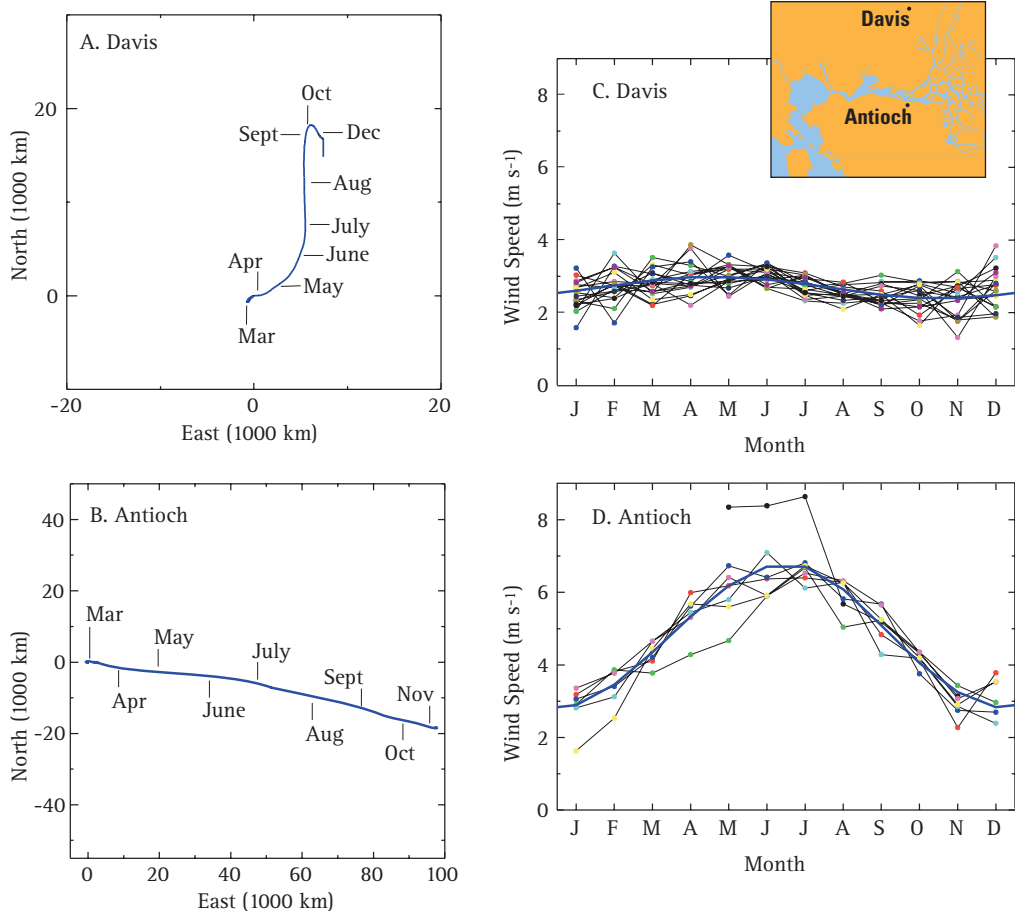 A. Davis
20
0
-20
0
20
North (1000 km)
East (1000 km)
Oct
Sept
Dec
Aug
July
June
Apr
May
Mar
Davis
Antioch
C. Davis
8
6
4
2
0
Wind Speed (m s-1)
J F M A M J J A S O N D
Month
B. Antioch
40
20
0
-20
-40
North (1000 km)
Mar
May
July
Sept
Nov
Apr
June
Aug
Oct
0 20 40 60 80 100
East (1000 km)
D. Antioch
8
6
4
2
0
Wind Speed (m s-1)
J F M A M J J A S O N D
Month